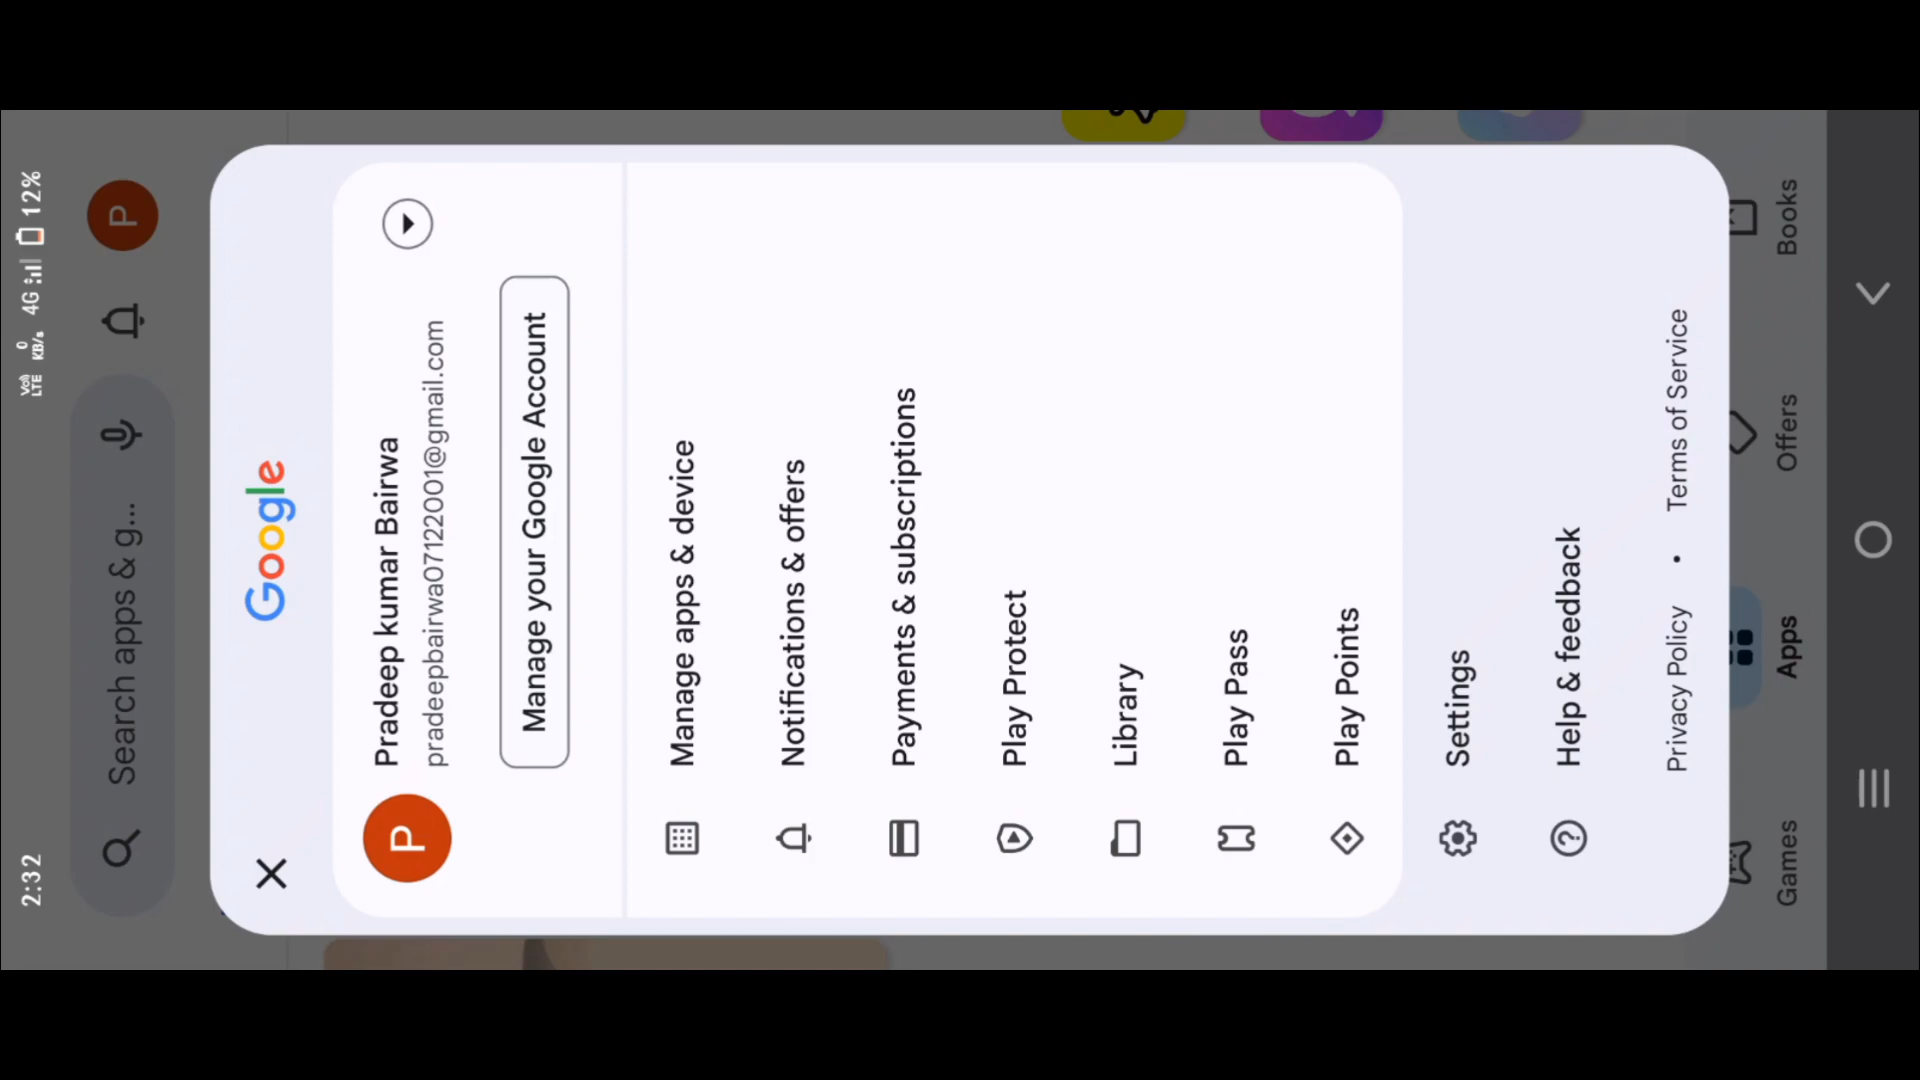 2:32
VoD LTE 0 KB/s 4G 12%
Search apps & g...
P
Google
Pradeep kumar Bairwa
pradeepbairwa07122001@gmail.com
P
Manage your Google Account
Manage apps & device
Notifications & offers
Payments & subscriptions
Play Protect
Library
Play Pass
Play Points
Settings
Help & feedback
Privacy Policy • Terms of Service
Games Apps Offers Books